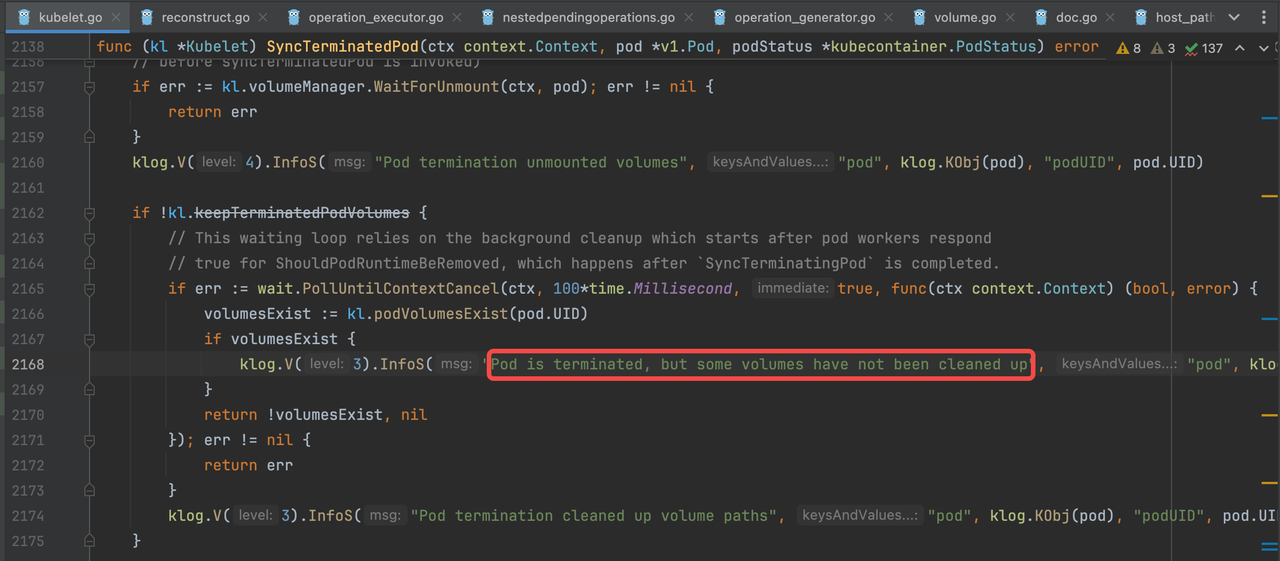 kubelet.go reconstruct.go operation_executor.go nestedpendingoperations.go operation_generator.go volume.go doc.go host_path
2138 func (kl *Kubelet) SyncTerminatedPod(ctx context.Context, pod *v1.Pod, podStatus *kubecontainer.PodStatus) error 8 3 137
2156 // before syncTerminatedPod is invoked)
2157 if err := kl.volumeManager.WaitForUnmount(ctx, pod); err != nil {
2158 return err
2159 }
2160 klog.V( level: 4).InfoS( msg: "Pod termination unmounted volumes", keysAndValues...: "pod", klog.KObj(pod), "podUID", pod.UID)
2161
2162 if !kl.keepTerminatedPodVolumes {
2163 // This waiting loop relies on the background cleanup which starts after pod workers respond
2164 // true for ShouldPodRuntimeBeRemoved, which happens after `SyncTerminatingPod` is completed.
2165 if err := wait.PollUntilContextCancel(ctx, 100*time.Millisecond, immediate: true, func(ctx context.Context) (bool, error) {
2166 volumesExist := kl.podVolumesExist(pod.UID)
2167 if volumesExist {
2168 klog.V( level: 3).InfoS( msg: "Pod is terminated, but some volumes have not been cleaned up", keysAndValues...: "pod", klo
2169 }
2170 return !volumesExist, nil
2171 }); err != nil {
2172 return err
2173 }
2174 klog.V( level: 3).InfoS( msg: "Pod termination cleaned up volume paths", keysAndValues...: "pod", klog.KObj(pod), "podUID", pod.UI
2175 }